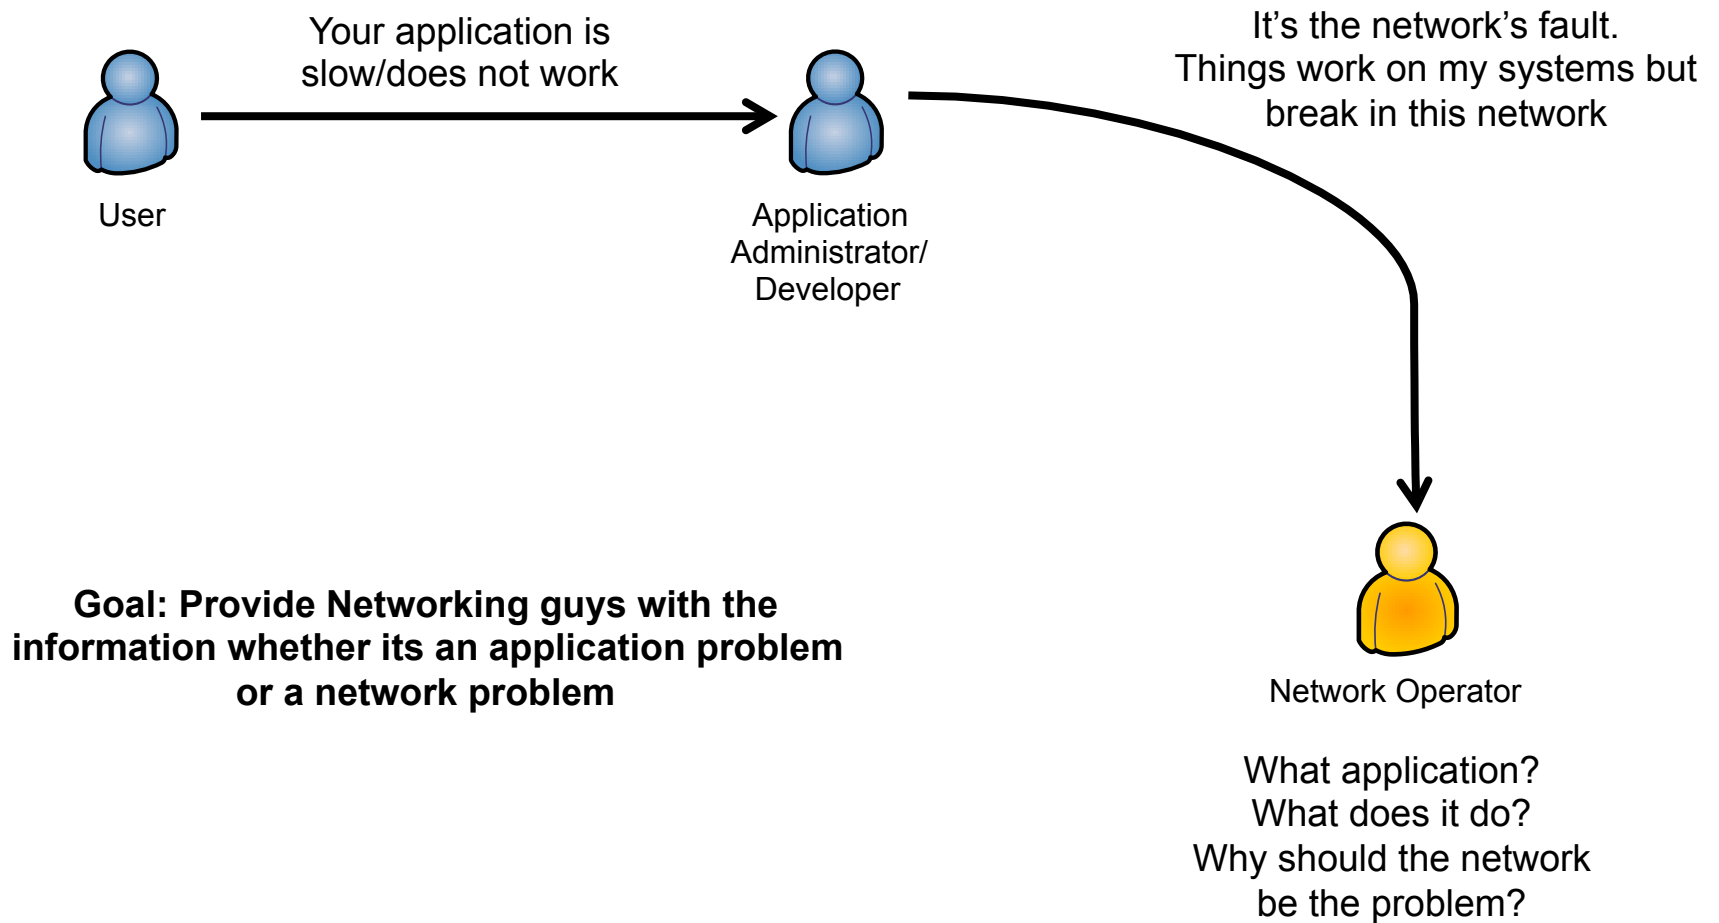 Your application is
slow/does not work
It’s the network’s fault.
Things work on my systems but
break in this network
User
Application
Administrator/
Developer
Goal: Provide Networking guys with the
information whether its an application problem
or a network problem
Network Operator
What application?
What does it do?
Why should the network
be the problem?